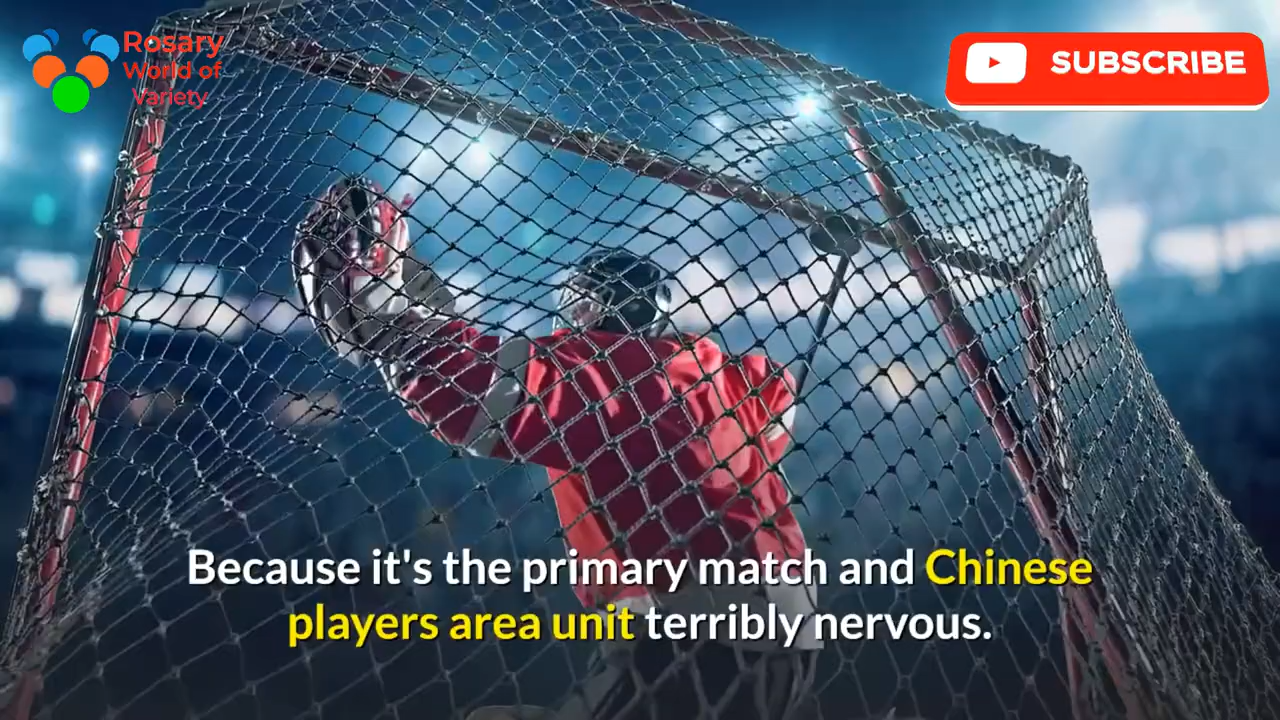 Rosary
World of
Variety
SUBSCRIBE
Because it's the primary match and Chinese
players area unit terribly nervous.